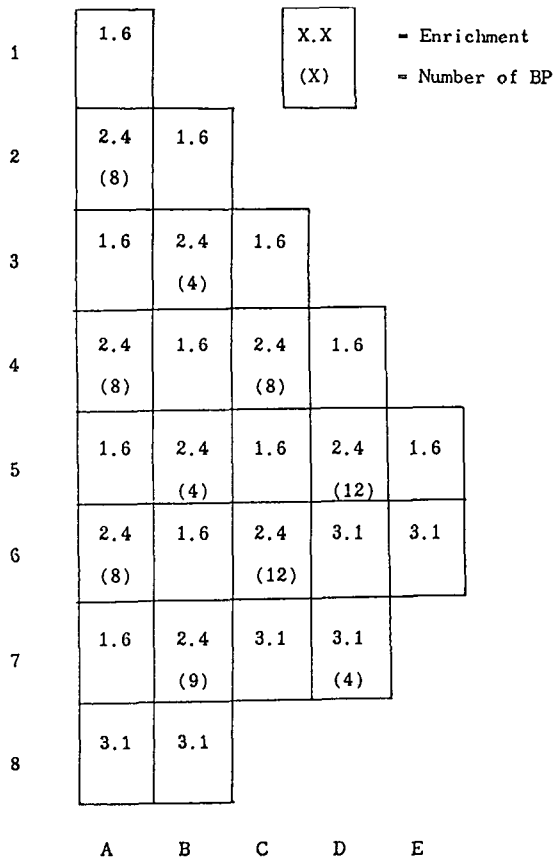 1.6 X.X = Enrichment
1
(X) = Number of BP
2.4 1.6
2
(8)
1.6 2.4 1.6
3
(4)
2.4 1.6 2.4 1.6
4
(8) (8)
1.6 2.4 1.6 2.4 1.6
5
(4) (12)
2.4 1.6 2.4 3.1 3.1
6
(8) (12)
1.6 2.4 3.1 3.1
7
(9) (4)
3.1 3.1
8
A B C D E